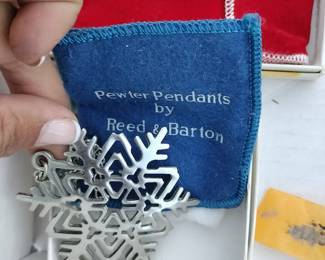 Pewter Pendants
by
Reed & Barton